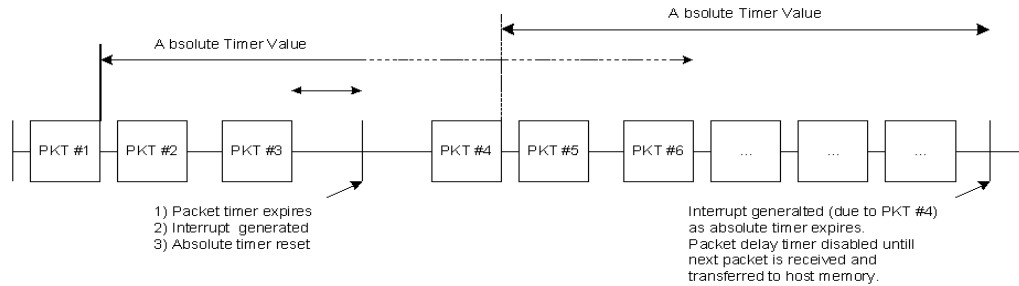 A bsolute Timer Value
A bsolute Timer Value
PKT #1
PKT #2
PKT #3
PKT #4
PKT #5
PKT #6
...
...
...
1) Packet timer expires
2) Interrupt generated
3) Absolute timer reset
Interrupt generalted (due to PKT #4)
as absolute timer expires.
Packet delay timer disabled untill
next packet is received and
transferred to host memory.